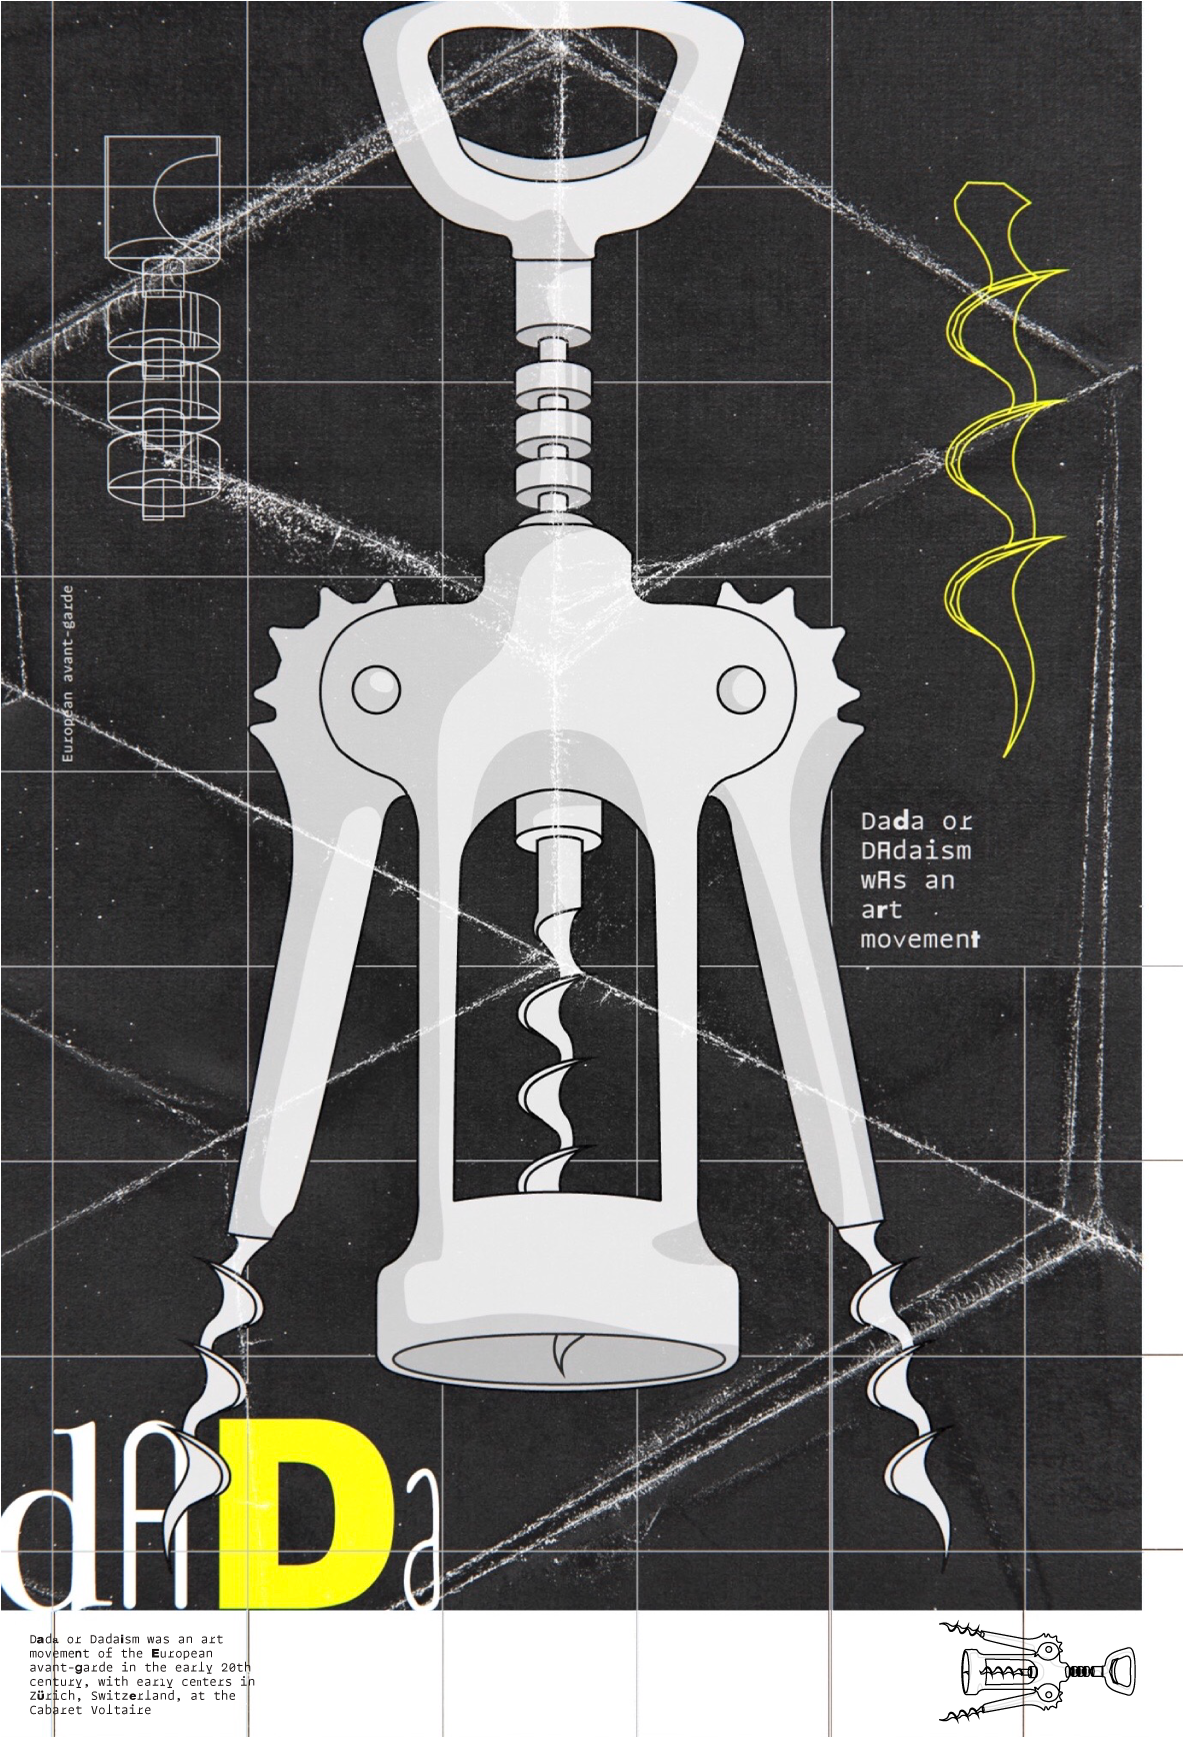 European avant-garde
Dada or
DAdaism
wAs an
art
movement
dADa
Dada or Dadaism was an art
movement of the European
avant-garde in the early 20th
century, with early centers in
Zürich, Switzerland, at the
Cabaret Voltaire